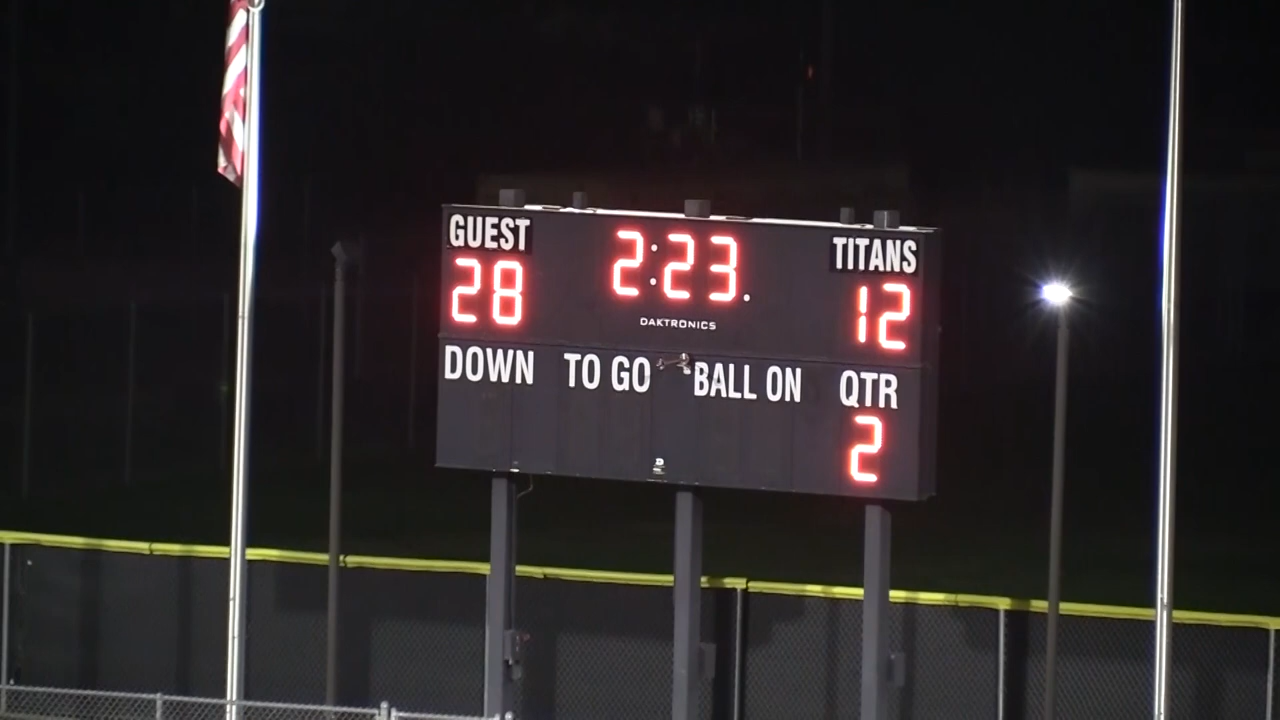 GUEST 2:23. TITANS
28 12
DAKTRONICS
DOWN TO GO BALL ON QTR
2